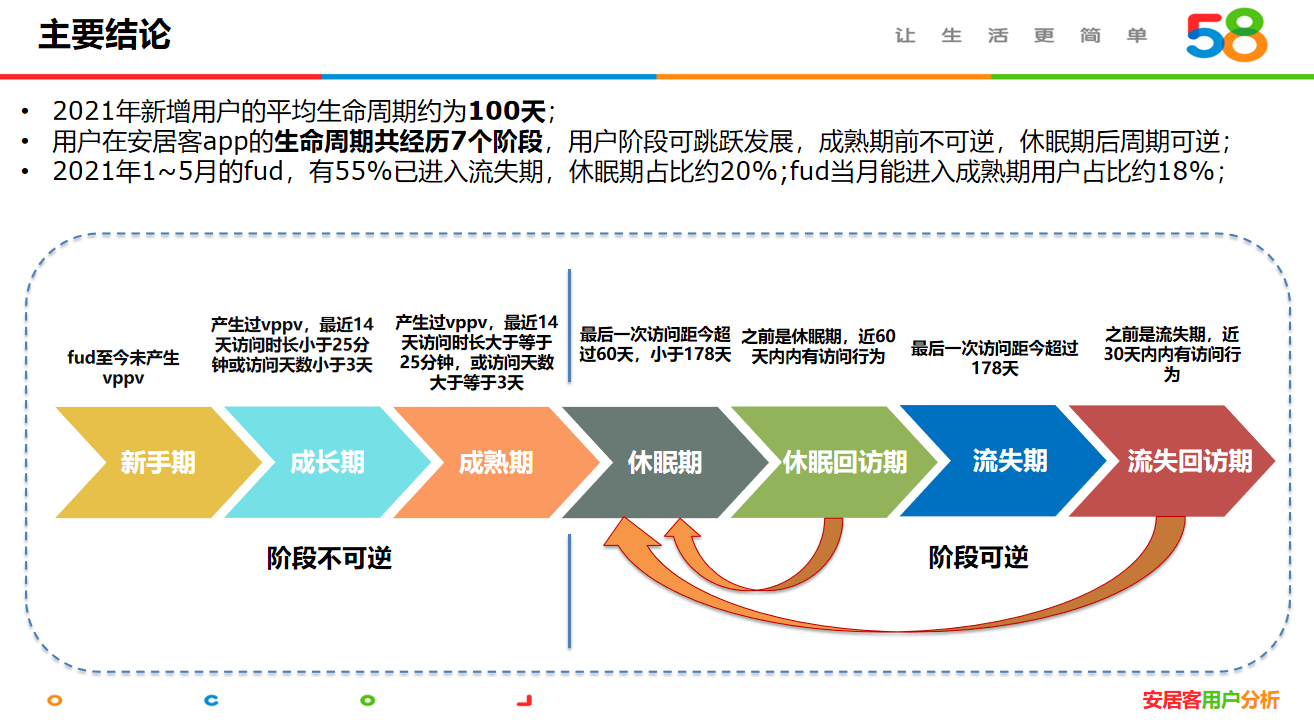 主要结论
让生活更简单
58
• 2021年新增用户的平均生命周期约为100天；
• 用户在安居客app的生命周期共经历7个阶段，用户阶段可跳跃发展，成熟期前不可逆，休眠期后周期可逆；
• 2021年1~5月的fud，有55%已进入流失期，休眠期占比约20%;fud当月能进入成熟期用户占比约18%；
fud至今未产生
vppv
产生过vppv，最近14
天访问时长小于25分
钟或访问天数小于3天
产生过vppv，最近14
天访问时长大于等于
25分钟，或访问天数
大于等于3天
最后一次访问距今超
过60天，小于178天
之前是休眠期，近60
天内内有访问行为
最后一次访问距今超过
178天
之前是流失期，近
30天内内有访问行
为
新手期
成长期
成熟期
休眠期
休眠回访期
流失期
流失回访期
阶段不可逆
阶段可逆
安居客用户分析